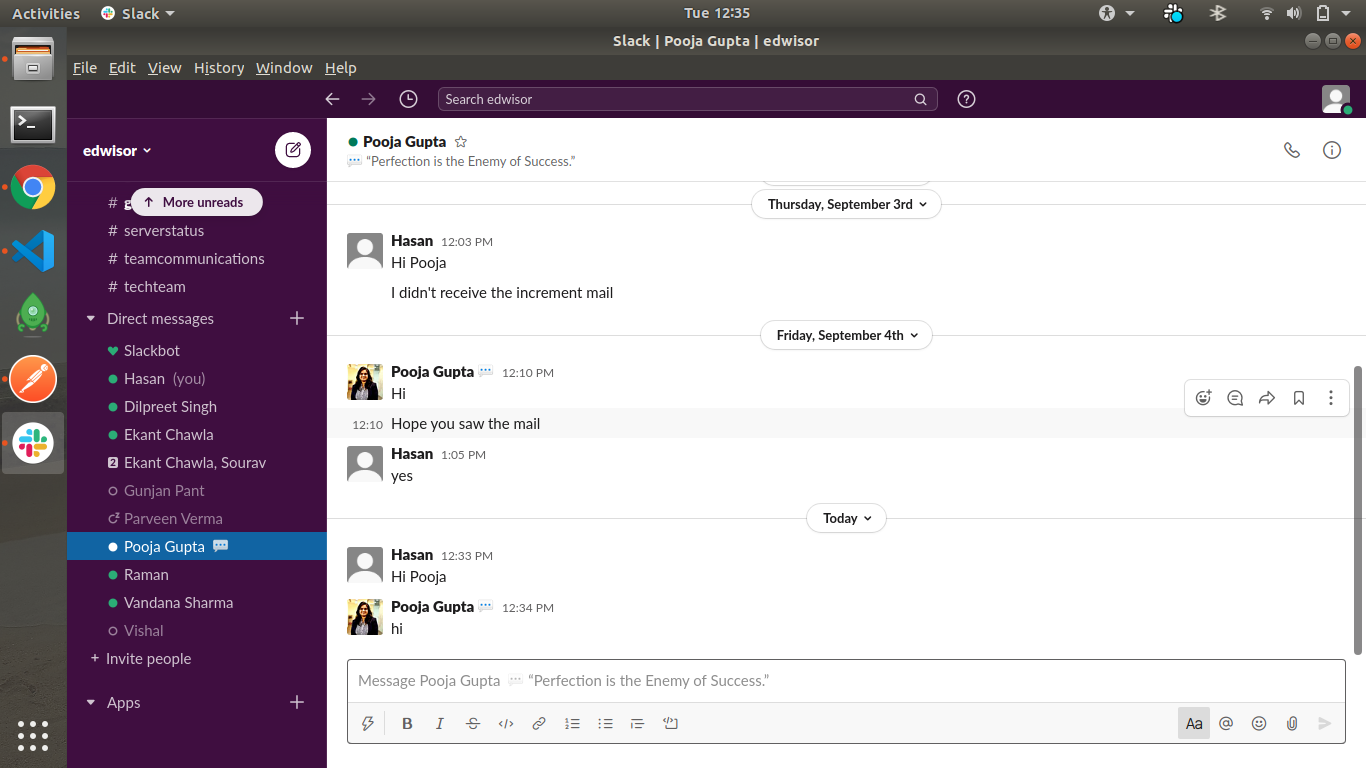 Activities Slack Tue 12:35
Slack | Pooja Gupta | edwisor
File Edit View History Window Help
Search edwisor
edwisor
More unreads
# serverstatus
# teamcommunications
# techteam
Direct messages
Slackbot
Hasan (you)
Dilpreet Singh
Ekant Chawla
2 Ekant Chawla, Sourav
Gunjan Pant
Parveen Verma
Pooja Gupta
Raman
Vandana Sharma
Vishal
+ Invite people
Apps
Pooja Gupta
“Perfection is the Enemy of Success.”
Thursday, September 3rd
Hasan 12:03 PM
Hi Pooja
I didn't receive the increment mail
Friday, September 4th
Pooja Gupta 12:10 PM
Hi
12:10 Hope you saw the mail
Hasan 1:05 PM
yes
Today
Hasan 12:33 PM
Hi Pooja
Pooja Gupta 12:34 PM
hi
Message Pooja Gupta “Perfection is the Enemy of Success.”
B I S Aa @